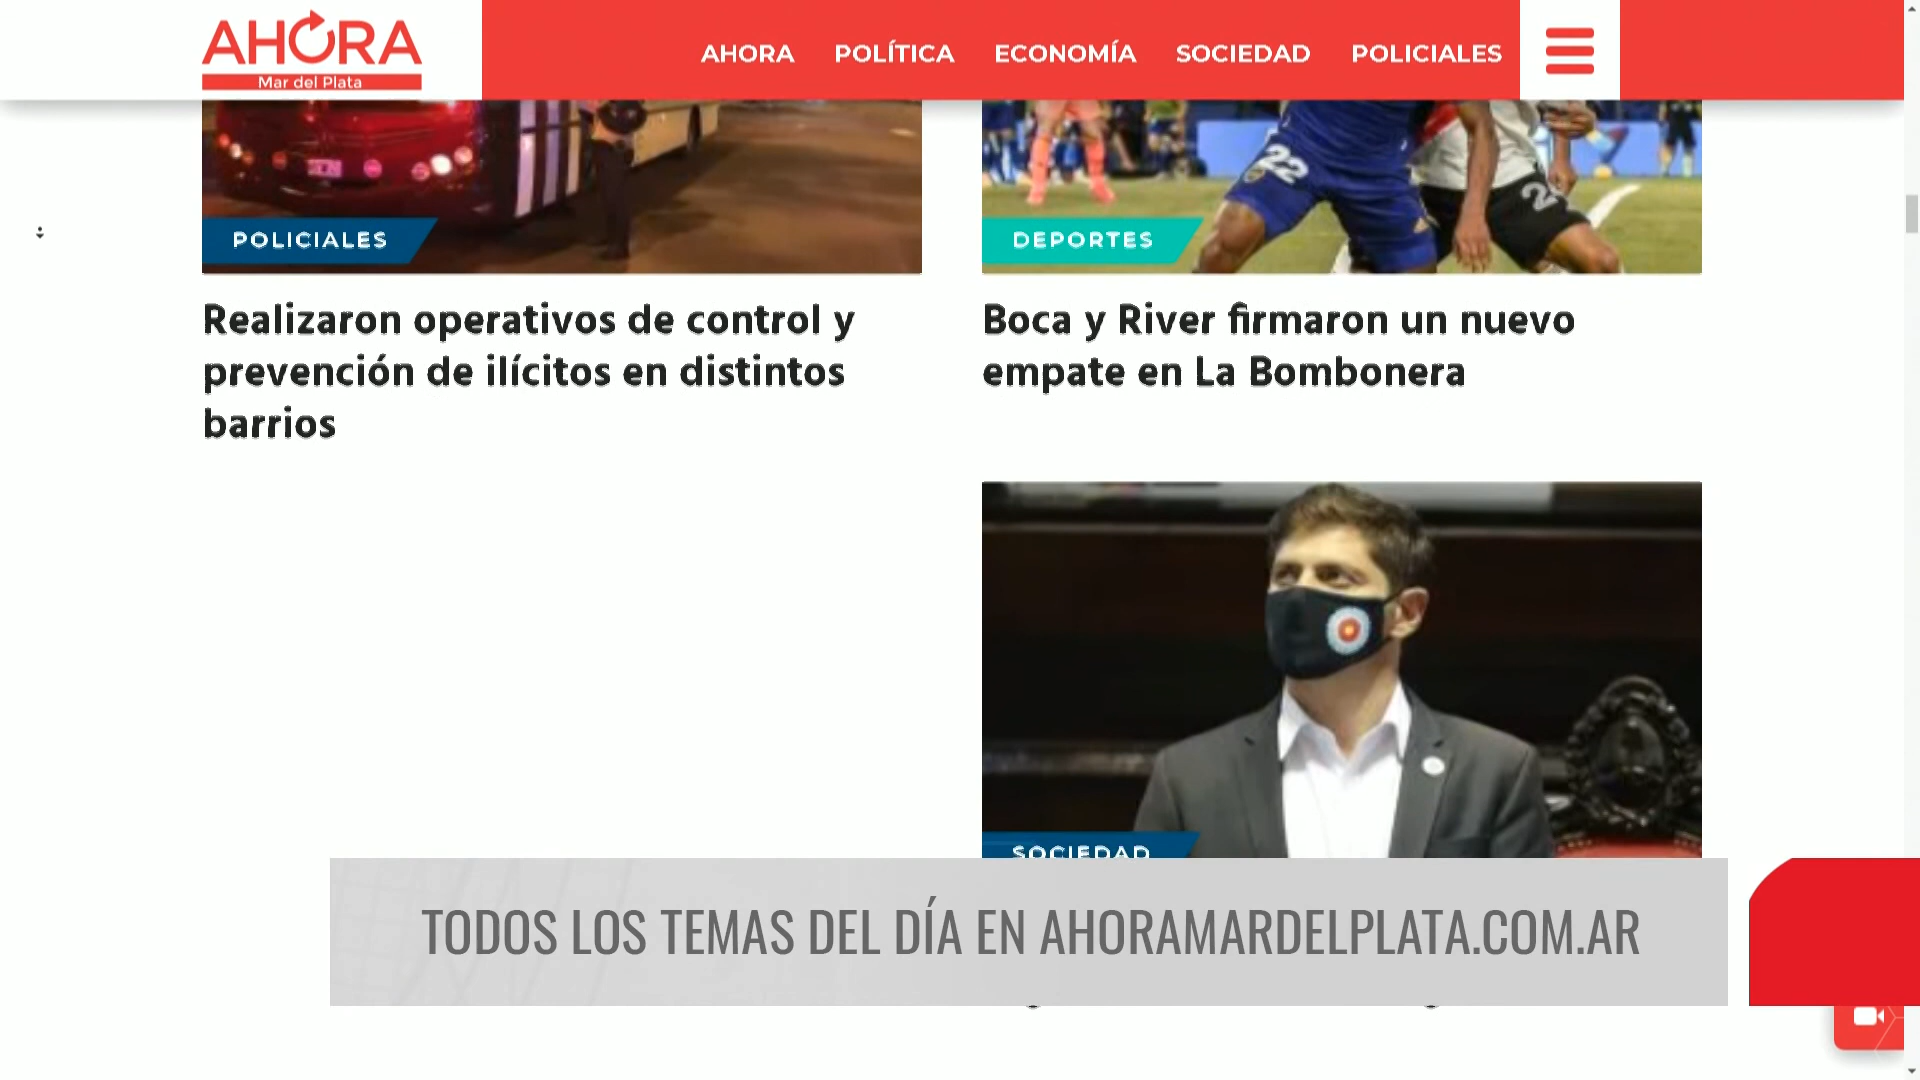 AHORA
Mar del Plata
AHORA POLÍTICA ECONOMÍA SOCIEDAD POLICIALES
22
POLICIALES
DEPORTES
Realizaron operativos de control y
prevención de ilícitos en distintos
barrios
Boca y River firmaron un nuevo
empate en La Bombonera
SOCIEDAD
TODOS LOS TEMAS DEL DÍA EN AHORAMARDELPLATA.COM.AR